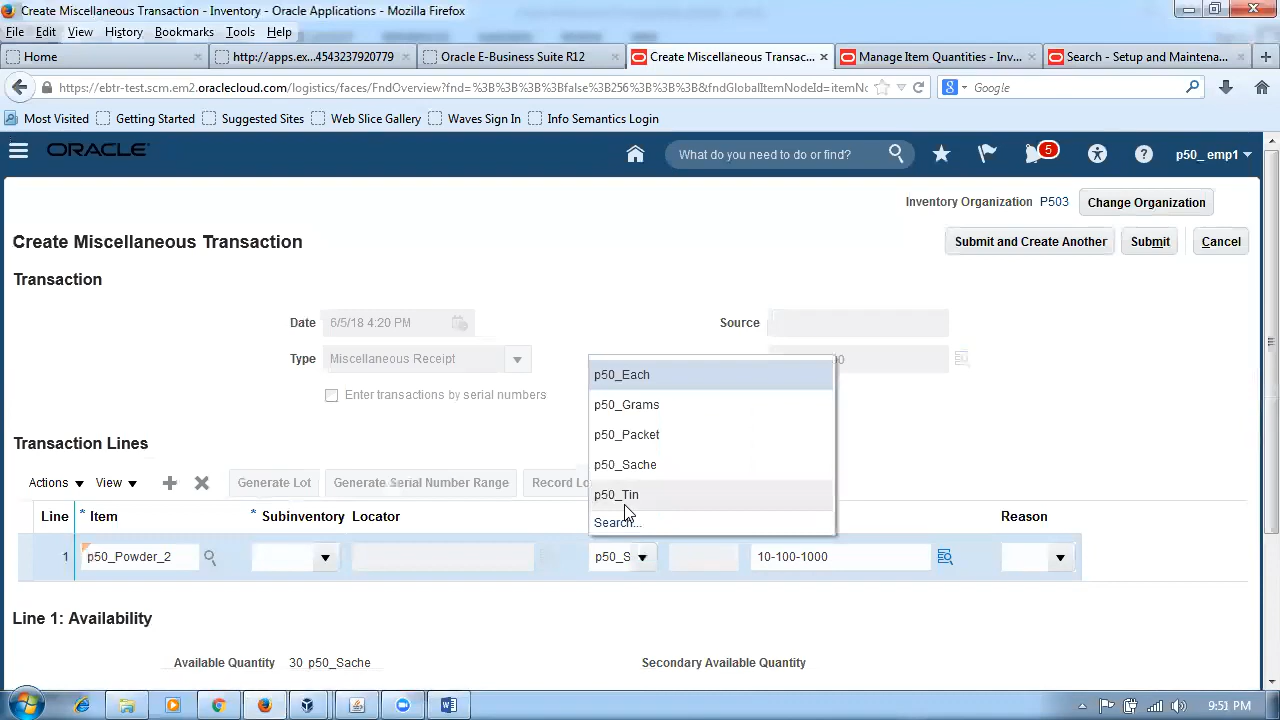 Create Miscellaneous Transaction - Inventory - Oracle Applications - Mozilla Firefox
File Edit View History Bookmarks Tools Help
Home × http://apps.ex...4543237920779 × Oracle E-Business Suite R12 × Create Miscellaneous Transac... × Manage Item Quantities - Inv... × Search - Setup and Maintena... × +
https://ebtr-test.scm.em2.oraclecloud.com/logistics/faces/FndOverview?fnd=%3B%3B%3B%3Bfalse%3B256%3B%3B%3B&fndGlobalItemNodeId=itemNo
Google
Most Visited Getting Started Suggested Sites Web Slice Gallery Waves Sign In Info Semantics Login
ORACLE What do you need to do or find? 5 p50_ emp1
Inventory Organization P503 Change Organization
Create Miscellaneous Transaction Submit and Create Another Submit Cancel
Transaction
Date 6/5/18 4:20 PM Source
Type Miscellaneous Receipt
Enter transactions by serial numbers
p50_Each
p50_Grams
p50_Packet
p50_Sache
p50_Tin
Search...
Transaction Lines
Actions View Generate Lot Generate Serial Number Range Record Lo
Line * Item * Subinventory Locator Reason
1 p50_Powder_2 p50_S 10-100-1000
Line 1: Availability
Available Quantity 30 p50_Sache Secondary Available Quantity
9:51 PM